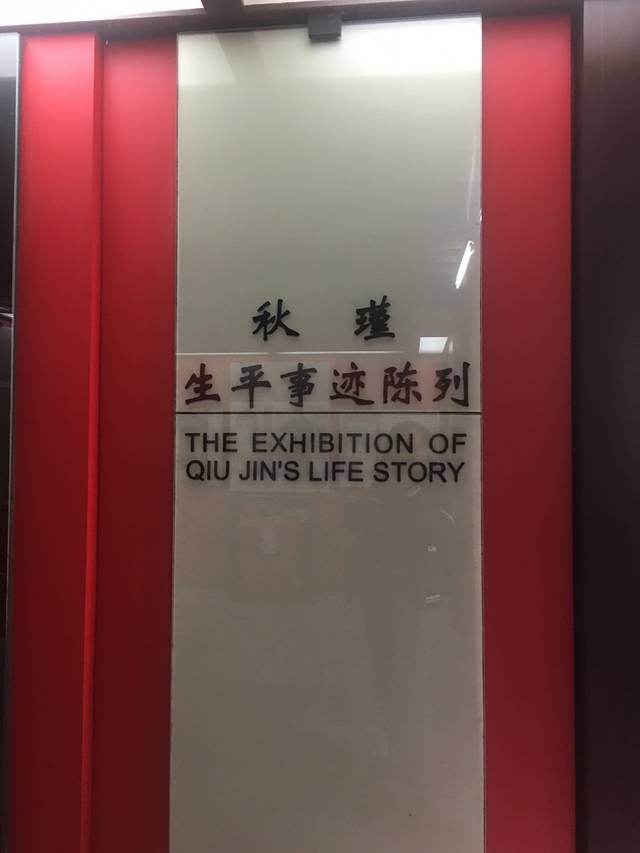 秋 瑾
生平事迹陈列
THE EXHIBITION OF
QIU JIN'S LIFE STORY